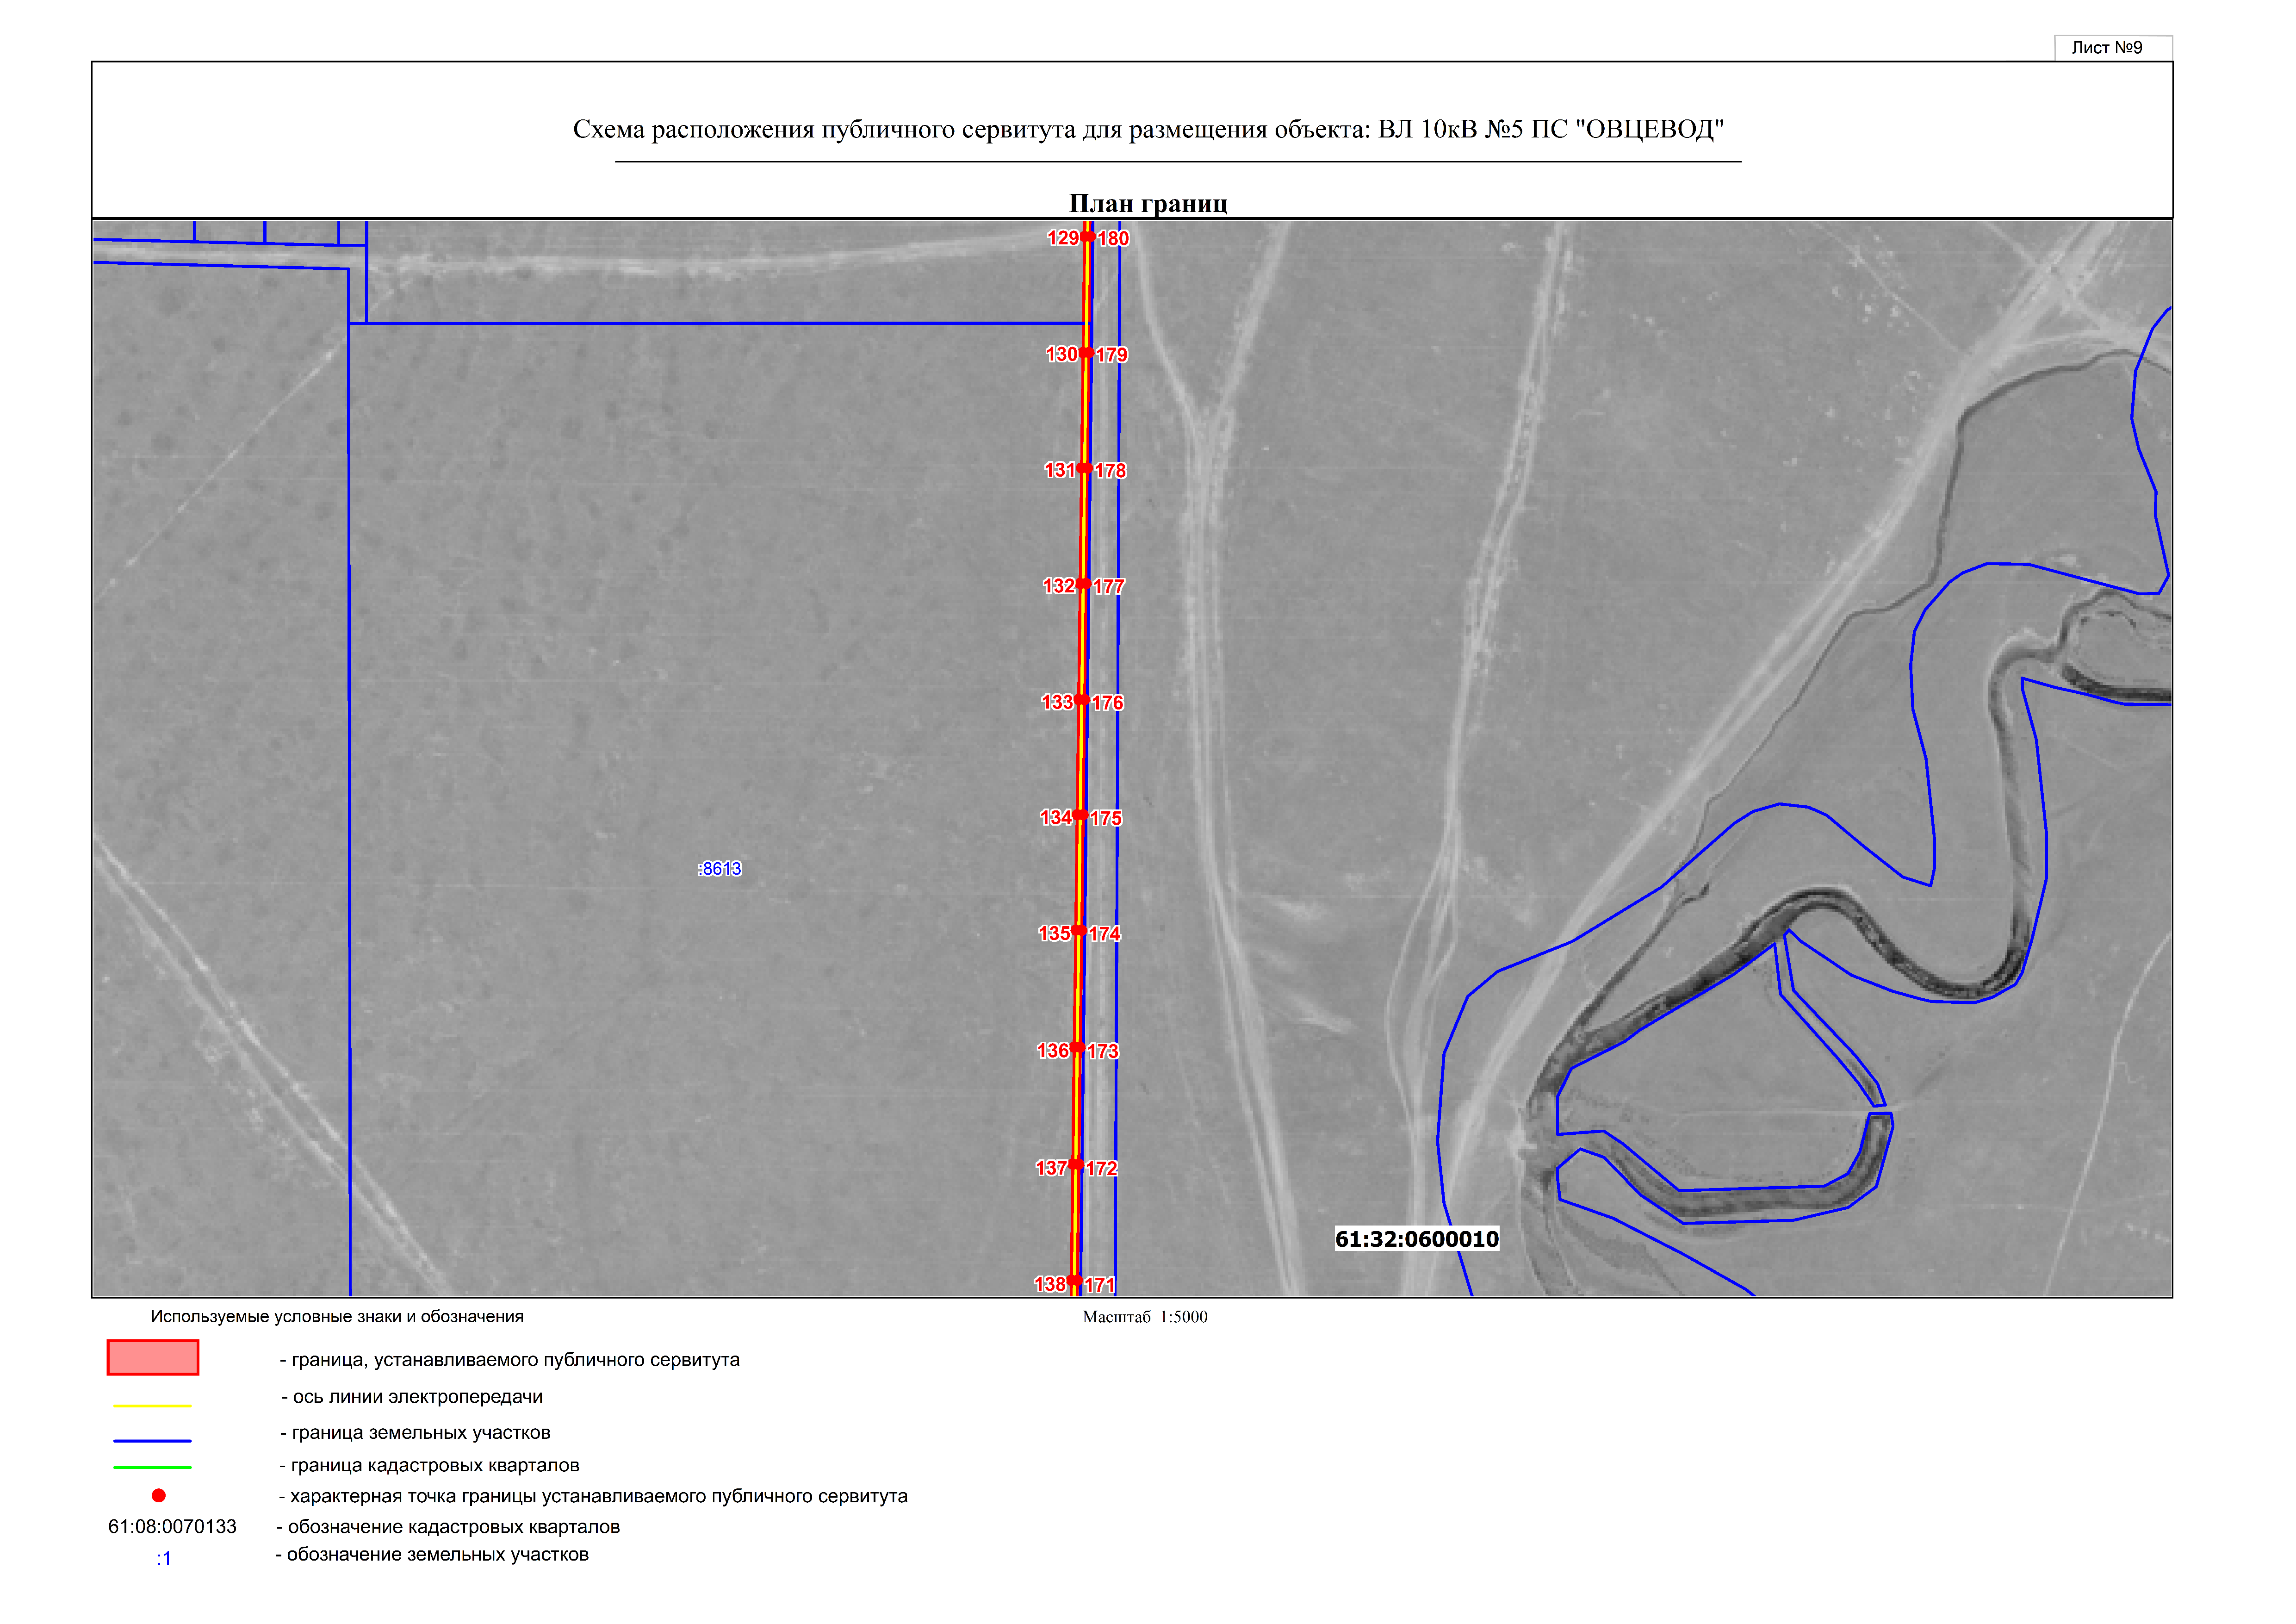 Лист №9
Схема расположения публичного сервитута для размещения объекта: ВЛ 10кВ №5 ПС "ОВЦЕВОД"
План границ
129 180
130 179
131 178
132 177
133 176
134 175
:8613
135 174
136 173
137 172
61:32:0600010
138 171
Используемые условные знаки и обозначения
Масштаб 1:5000
- граница, устанавливаемого публичного сервитута
- ось линии электропередачи
- граница земельных участков
- граница кадастровых кварталов
- характерная точка границы устанавливаемого публичного сервитута
61:08:0070133 - обозначение кадастровых кварталов
:1 - обозначение земельных участков